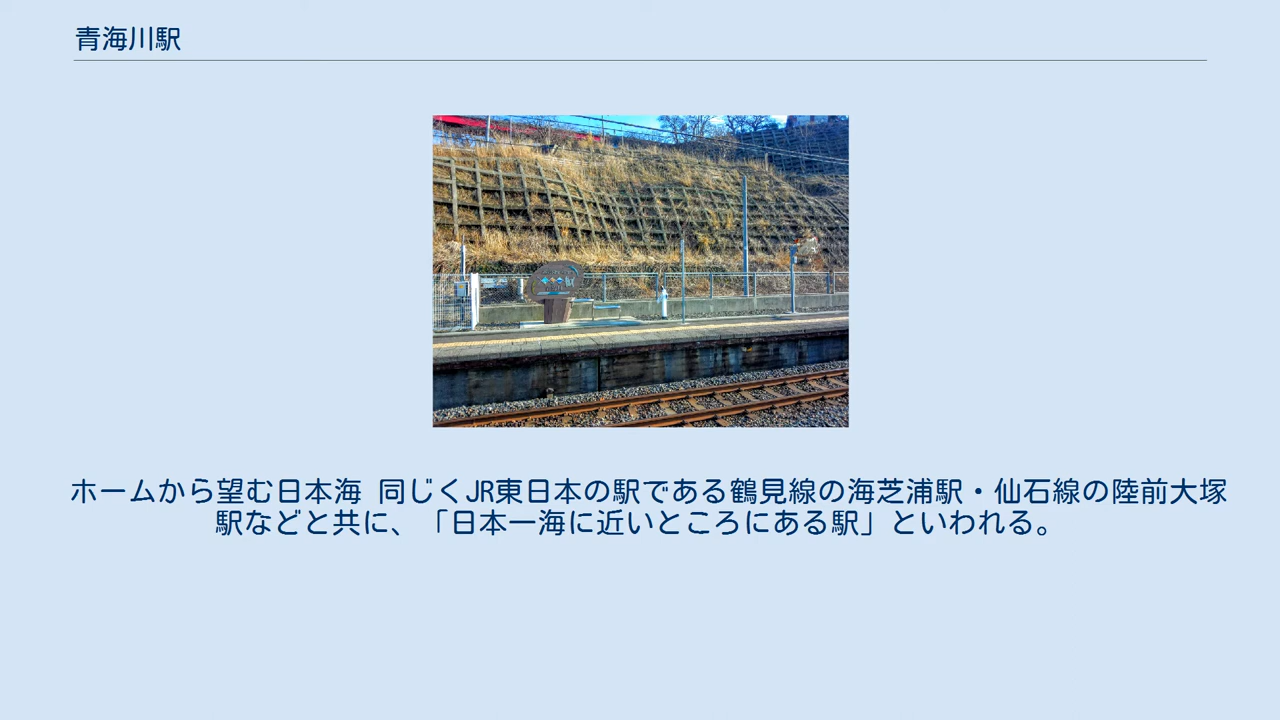 青海川駅
ホームから望む日本海 同じくJR東日本の駅である鶴見線の海芝浦駅・仙石線の陸前大塚
駅などと共に、「日本一海に近いところにある駅」といわれる。